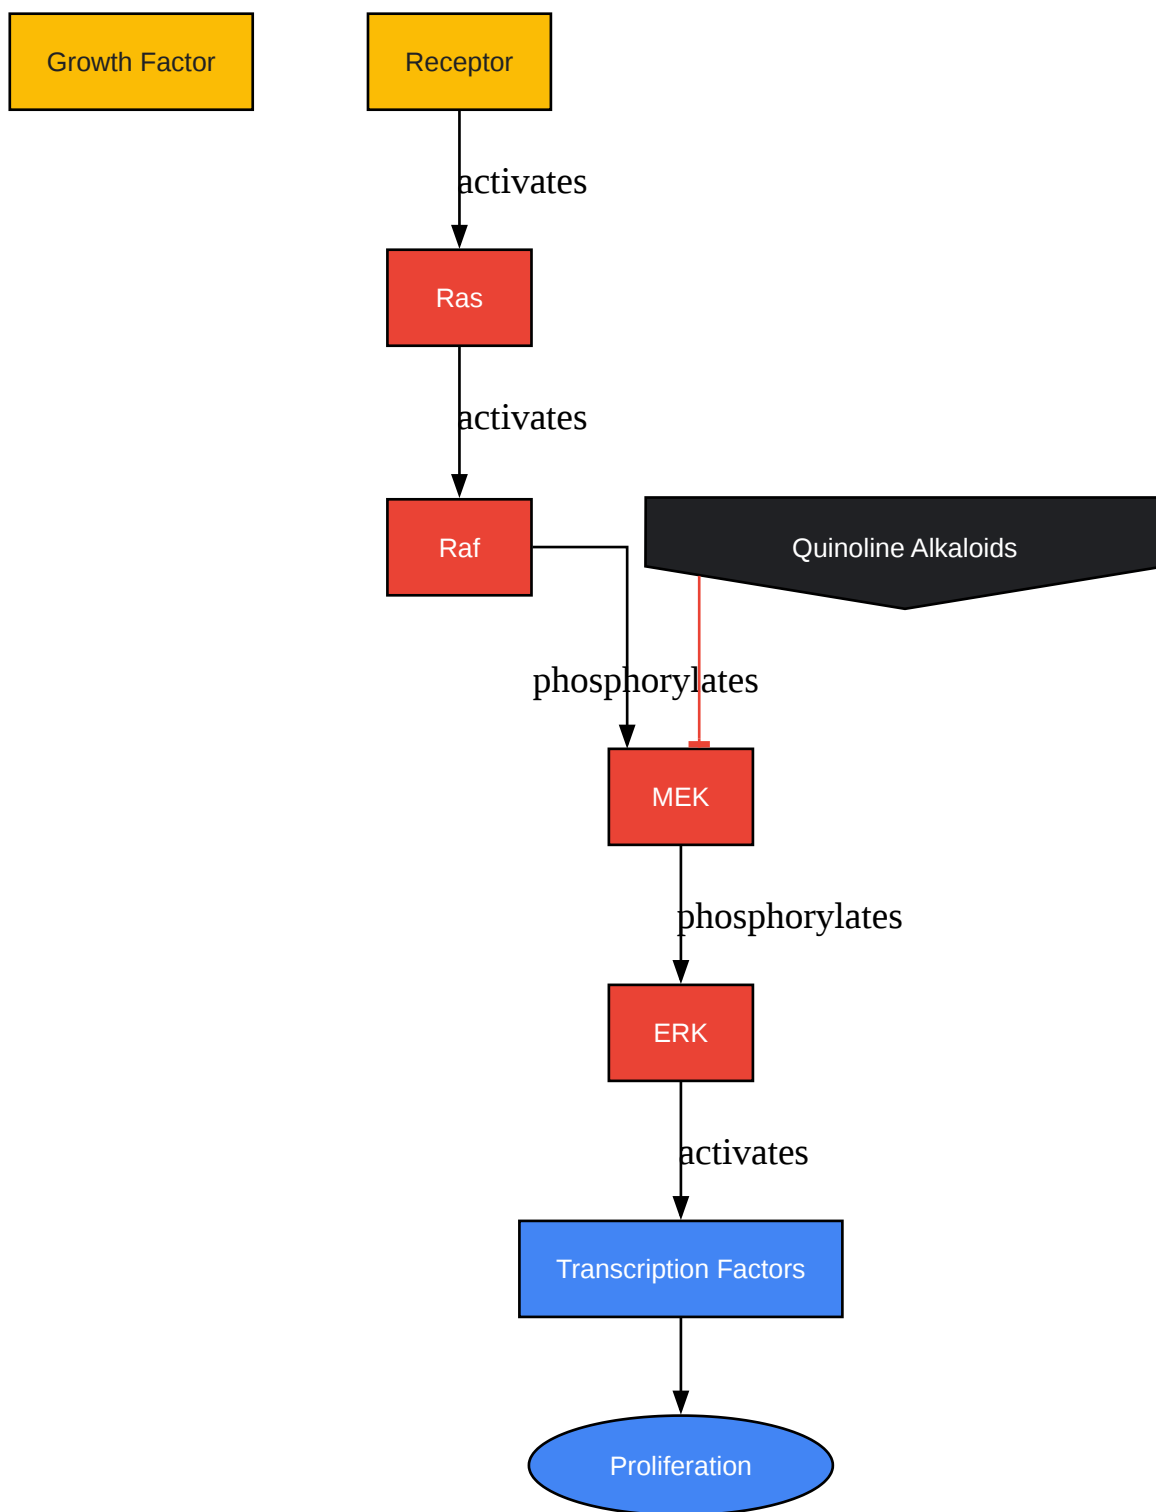 Growth Factor
Receptor
activates
Ras
activates
Raf
Quinoline Alkaloids
phosphorylates
MEK
phosphorylates
ERK
activates
Transcription Factors
Proliferation